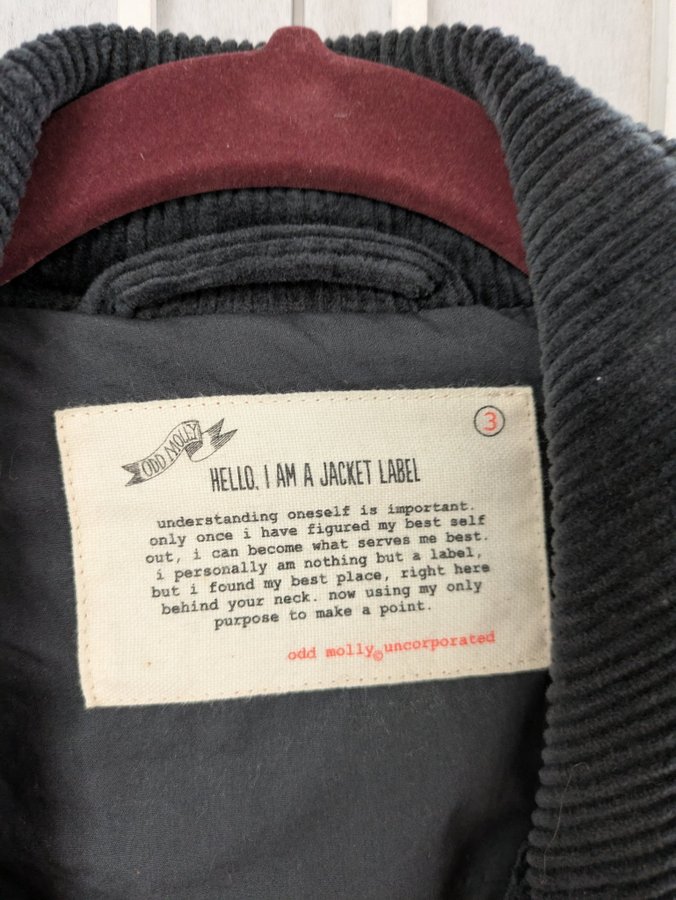 ODD MOLLY
3
HELLO. I AM A JACKET LABEL
understanding oneself is important.
only once i have figured my best self
out, i can become what serves me best.
i personally am nothing but a label,
but i found my best place, right here
behind your neck. now using my only
purpose to make a point.
odd molly© uncorporated